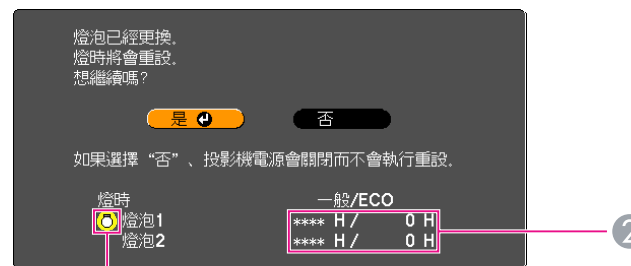 燈泡已經更換.
燈時將會重設.
想繼續嗎?
是 否
如果選擇 “否”、投影機電源會關閉而不會執行重設.
燈時 一般/ECO
燈泡1 **** H / 0 H
燈泡2 **** H / 0 H
2